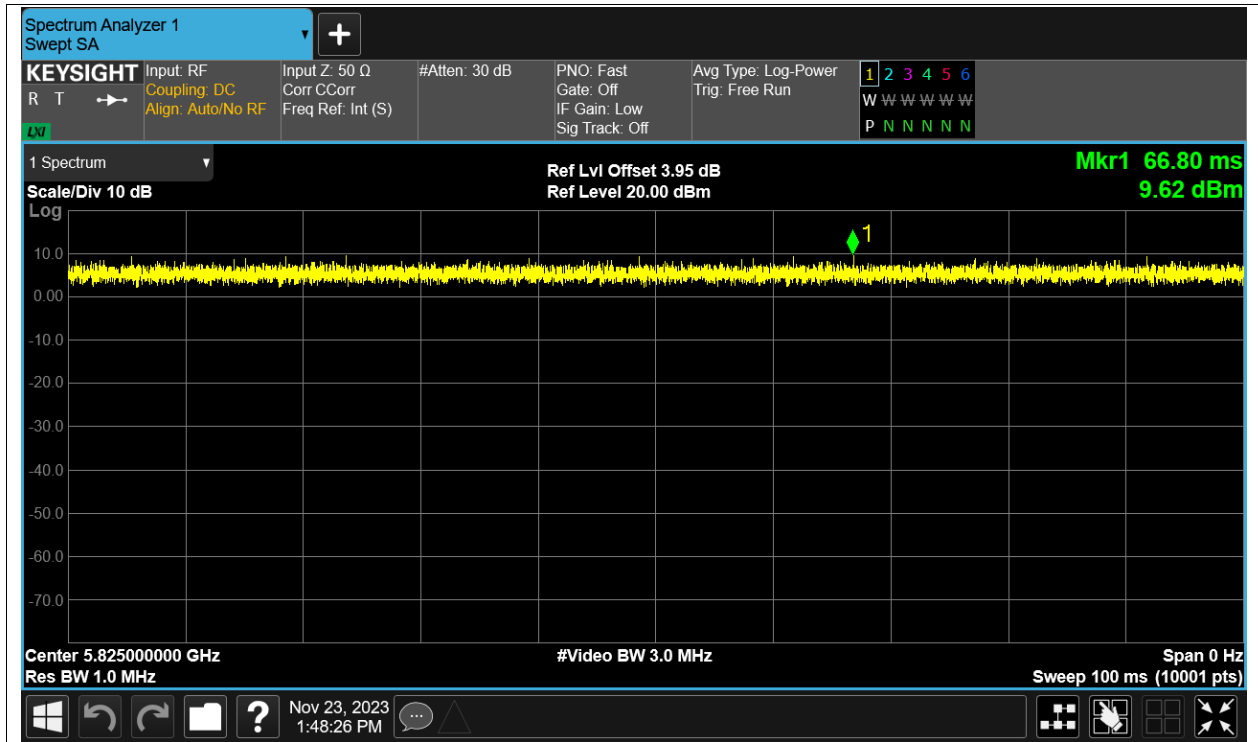 Spectrum Analyzer 1
Swept SA
KEYSIGHT
R T
LXI
Input: RF
Coupling: DC
Align: Auto/No RF
Input Z: 50 Ω
Corr CCorr
Freq Ref: Int (S)
#Atten: 30 dB
PNO: Fast
Gate: Off
IF Gain: Low
Sig Track: Off
Avg Type: Log-Power
Trig: Free Run
1 2 3 4 5 6
W W W W W W
P N N N N N
1 Spectrum
Scale/Div 10 dB
Log
Ref Lvl Offset 3.95 dB
Ref Level 20.00 dBm
Mkr1 66.80 ms
9.62 dBm
1
10.0
0.00
-10.0
-20.0
-30.0
-40.0
-50.0
-60.0
-70.0
Center 5.825000000 GHz
#Video BW 3.0 MHz
Span 0 Hz
Res BW 1.0 MHz
Sweep 100 ms (10001 pts)
?
Nov 23, 2023
1:48:26 PM